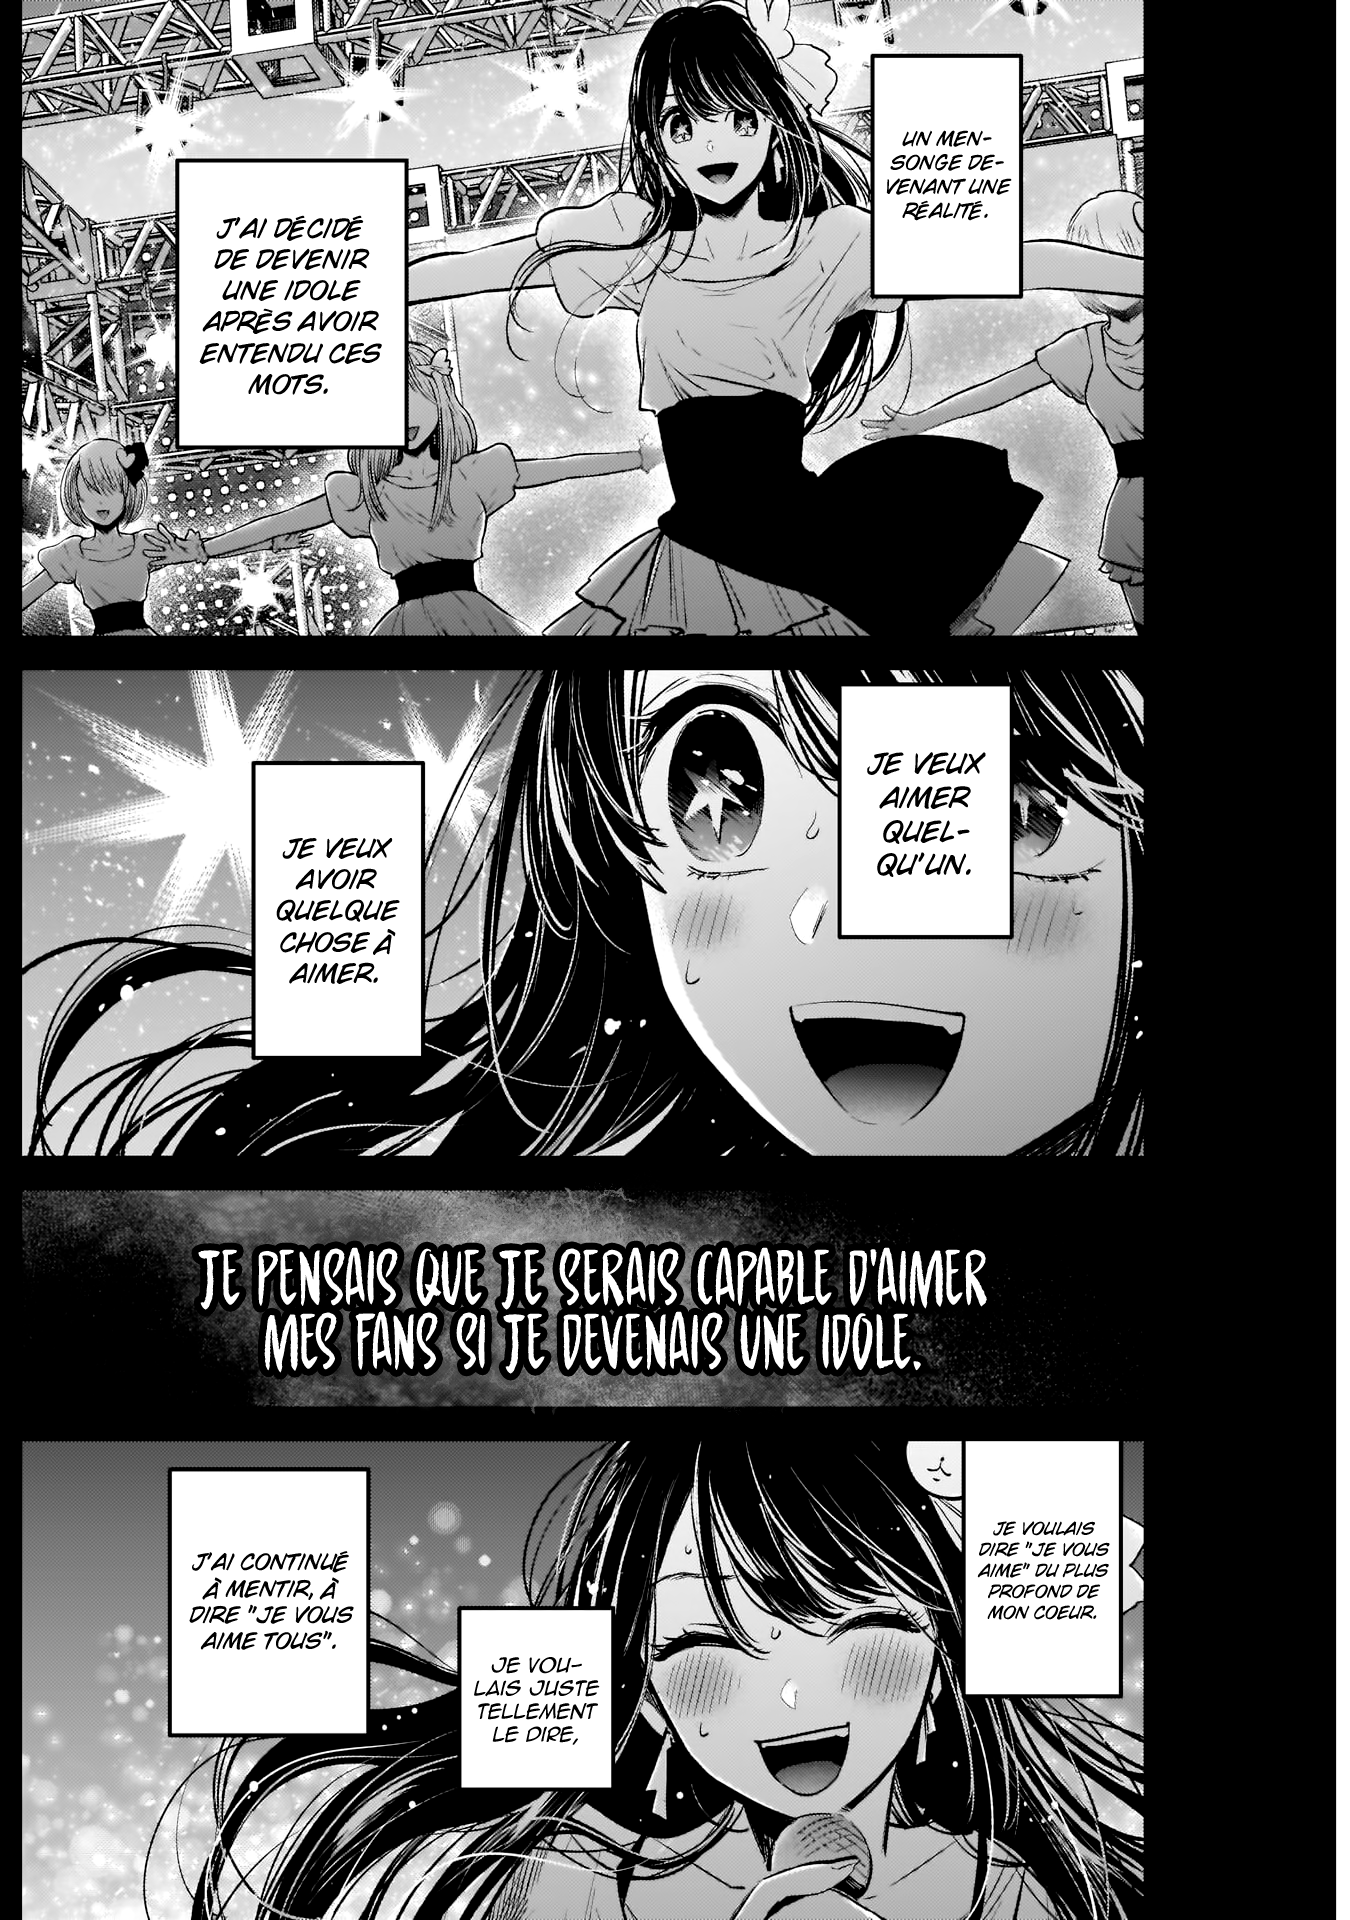 UN MEN-
SONGE DE-
VENANT UNE
RÉALITÉ.
J'AI DÉCIDÉ
DE DEVENIR
UNE IDOLE
APRÈS AVOIR
ENTENDU CES
MOTS.
JE VEUX
AIMER
QUEL-
QU'UN.
JE VEUX
AVOIR
QUELQUE
CHOSE À
AIMER.
JE PENSAIS QUE JE SERAIS CAPABLE D'AIMER
MES FANS SI JE DEVENAIS UNE IDOLE.
JE VOULAIS
DIRE "JE VOUS
AIME" DU PLUS
PROFOND DE
MON COEUR.
JE VOU-
LAIS JUSTE
TELLEMENT
LE DIRE,
J'AI CONTINUÉ
À MENTIR, À
DIRE "JE VOUS
AIME TOUS".